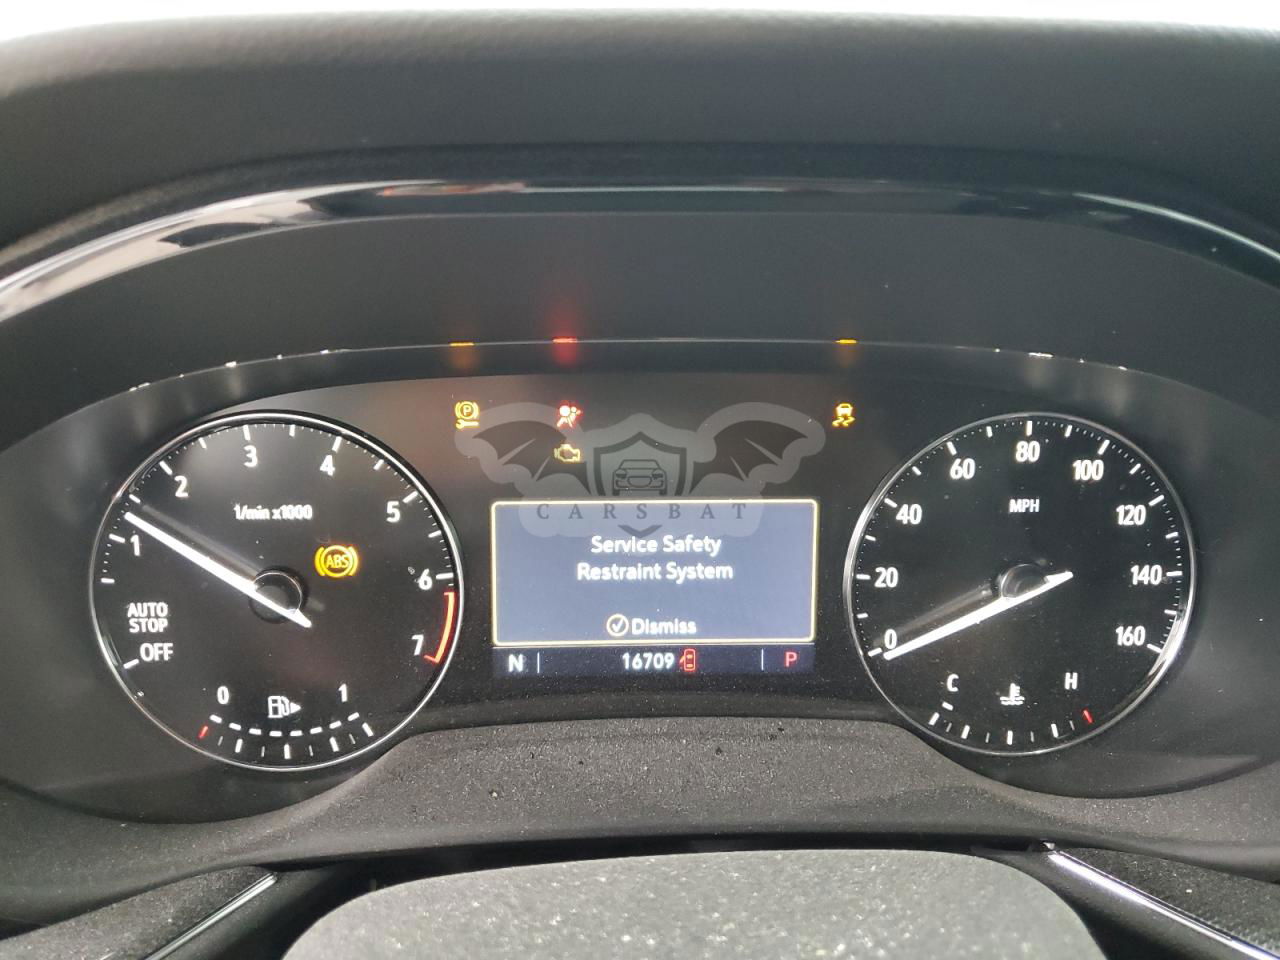 P
CARSBAT
1/min x1000
0
1
2
3
4
5
6
7
ABS
AUTO
STOP
OFF
0
1
Service Safety
Restraint System
Dismiss
N
16709
P
MPH
0
20
40
60
80
100
120
140
160
C
H